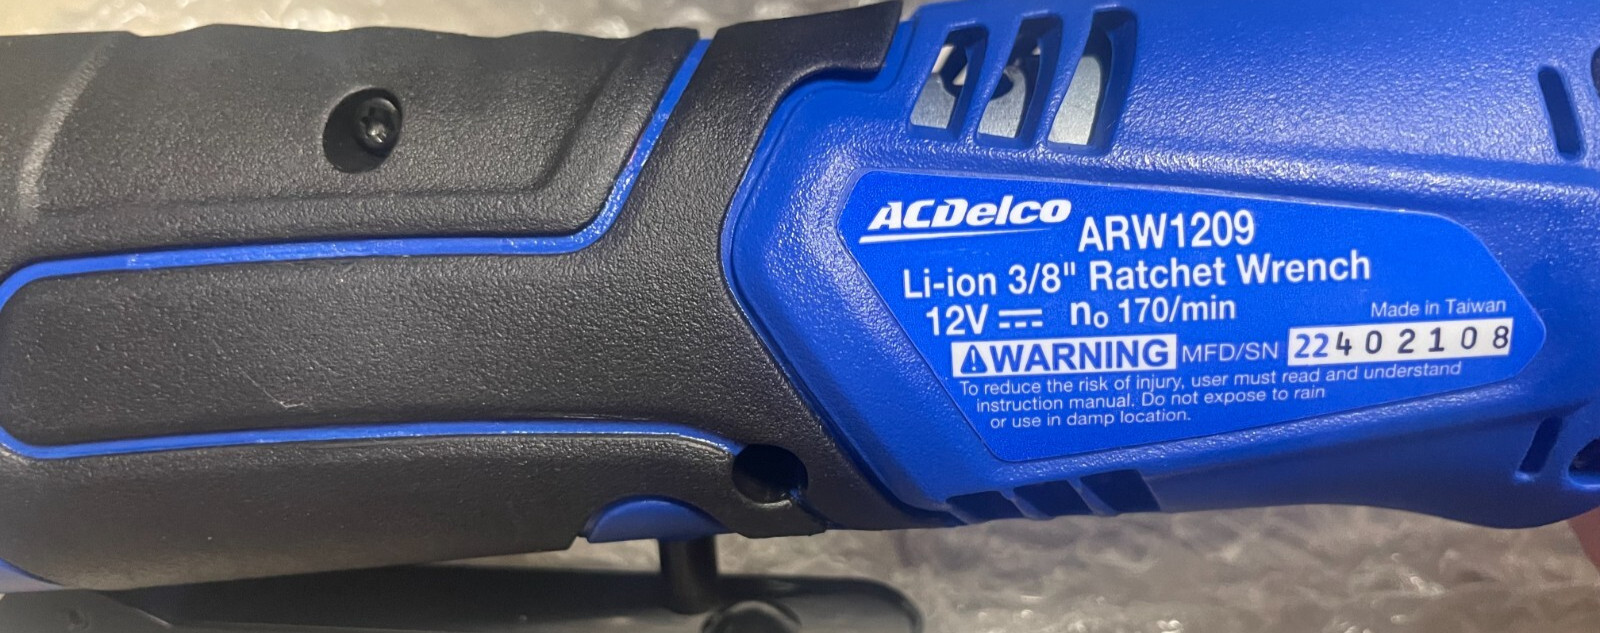 ACDelco ARW1209
Li-ion 3/8" Ratchet Wrench
12V ⎓ no 170/min
Made in Taiwan
⚠WARNING MFD/SN 22402108
To reduce the risk of injury, user must read and understand
instruction manual. Do not expose to rain
or use in damp location.